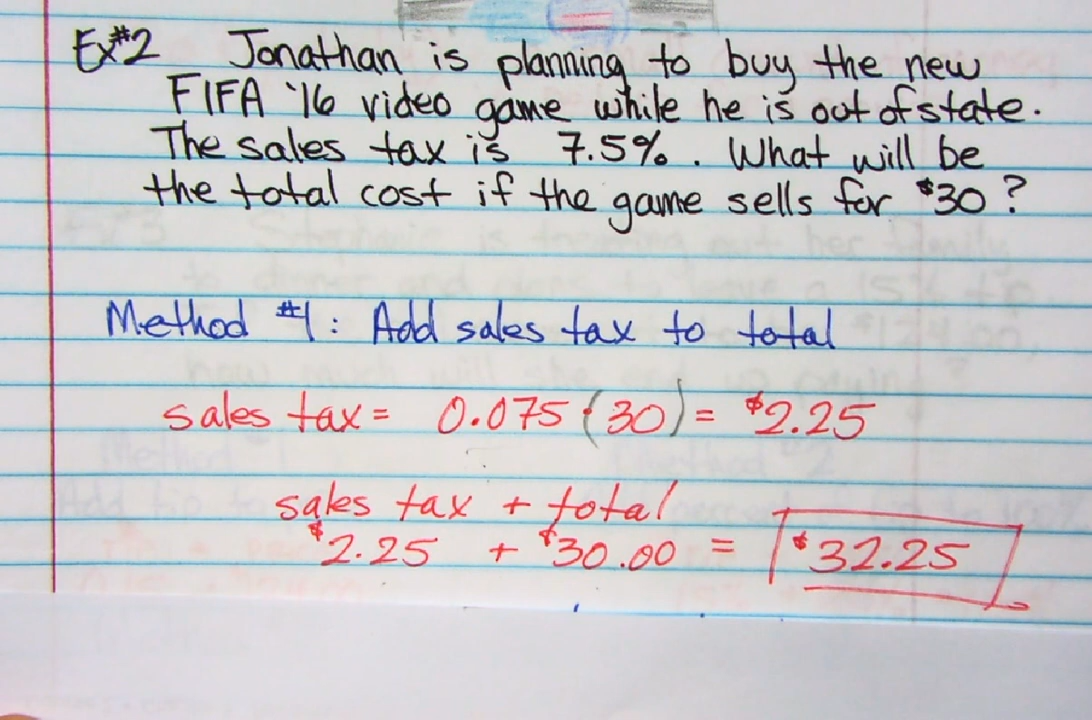 Ex#2 Jonathan is planning to buy the new
FIFA '16 video game while he is out of state.
The sales tax is 7.5%. What will be
the total cost if the game sells for $30?
Method #1: Add sales tax to total
sales tax = 0.075 · (30) = $2.25
sales tax + total
$2.25 + $30.00 = $32.25